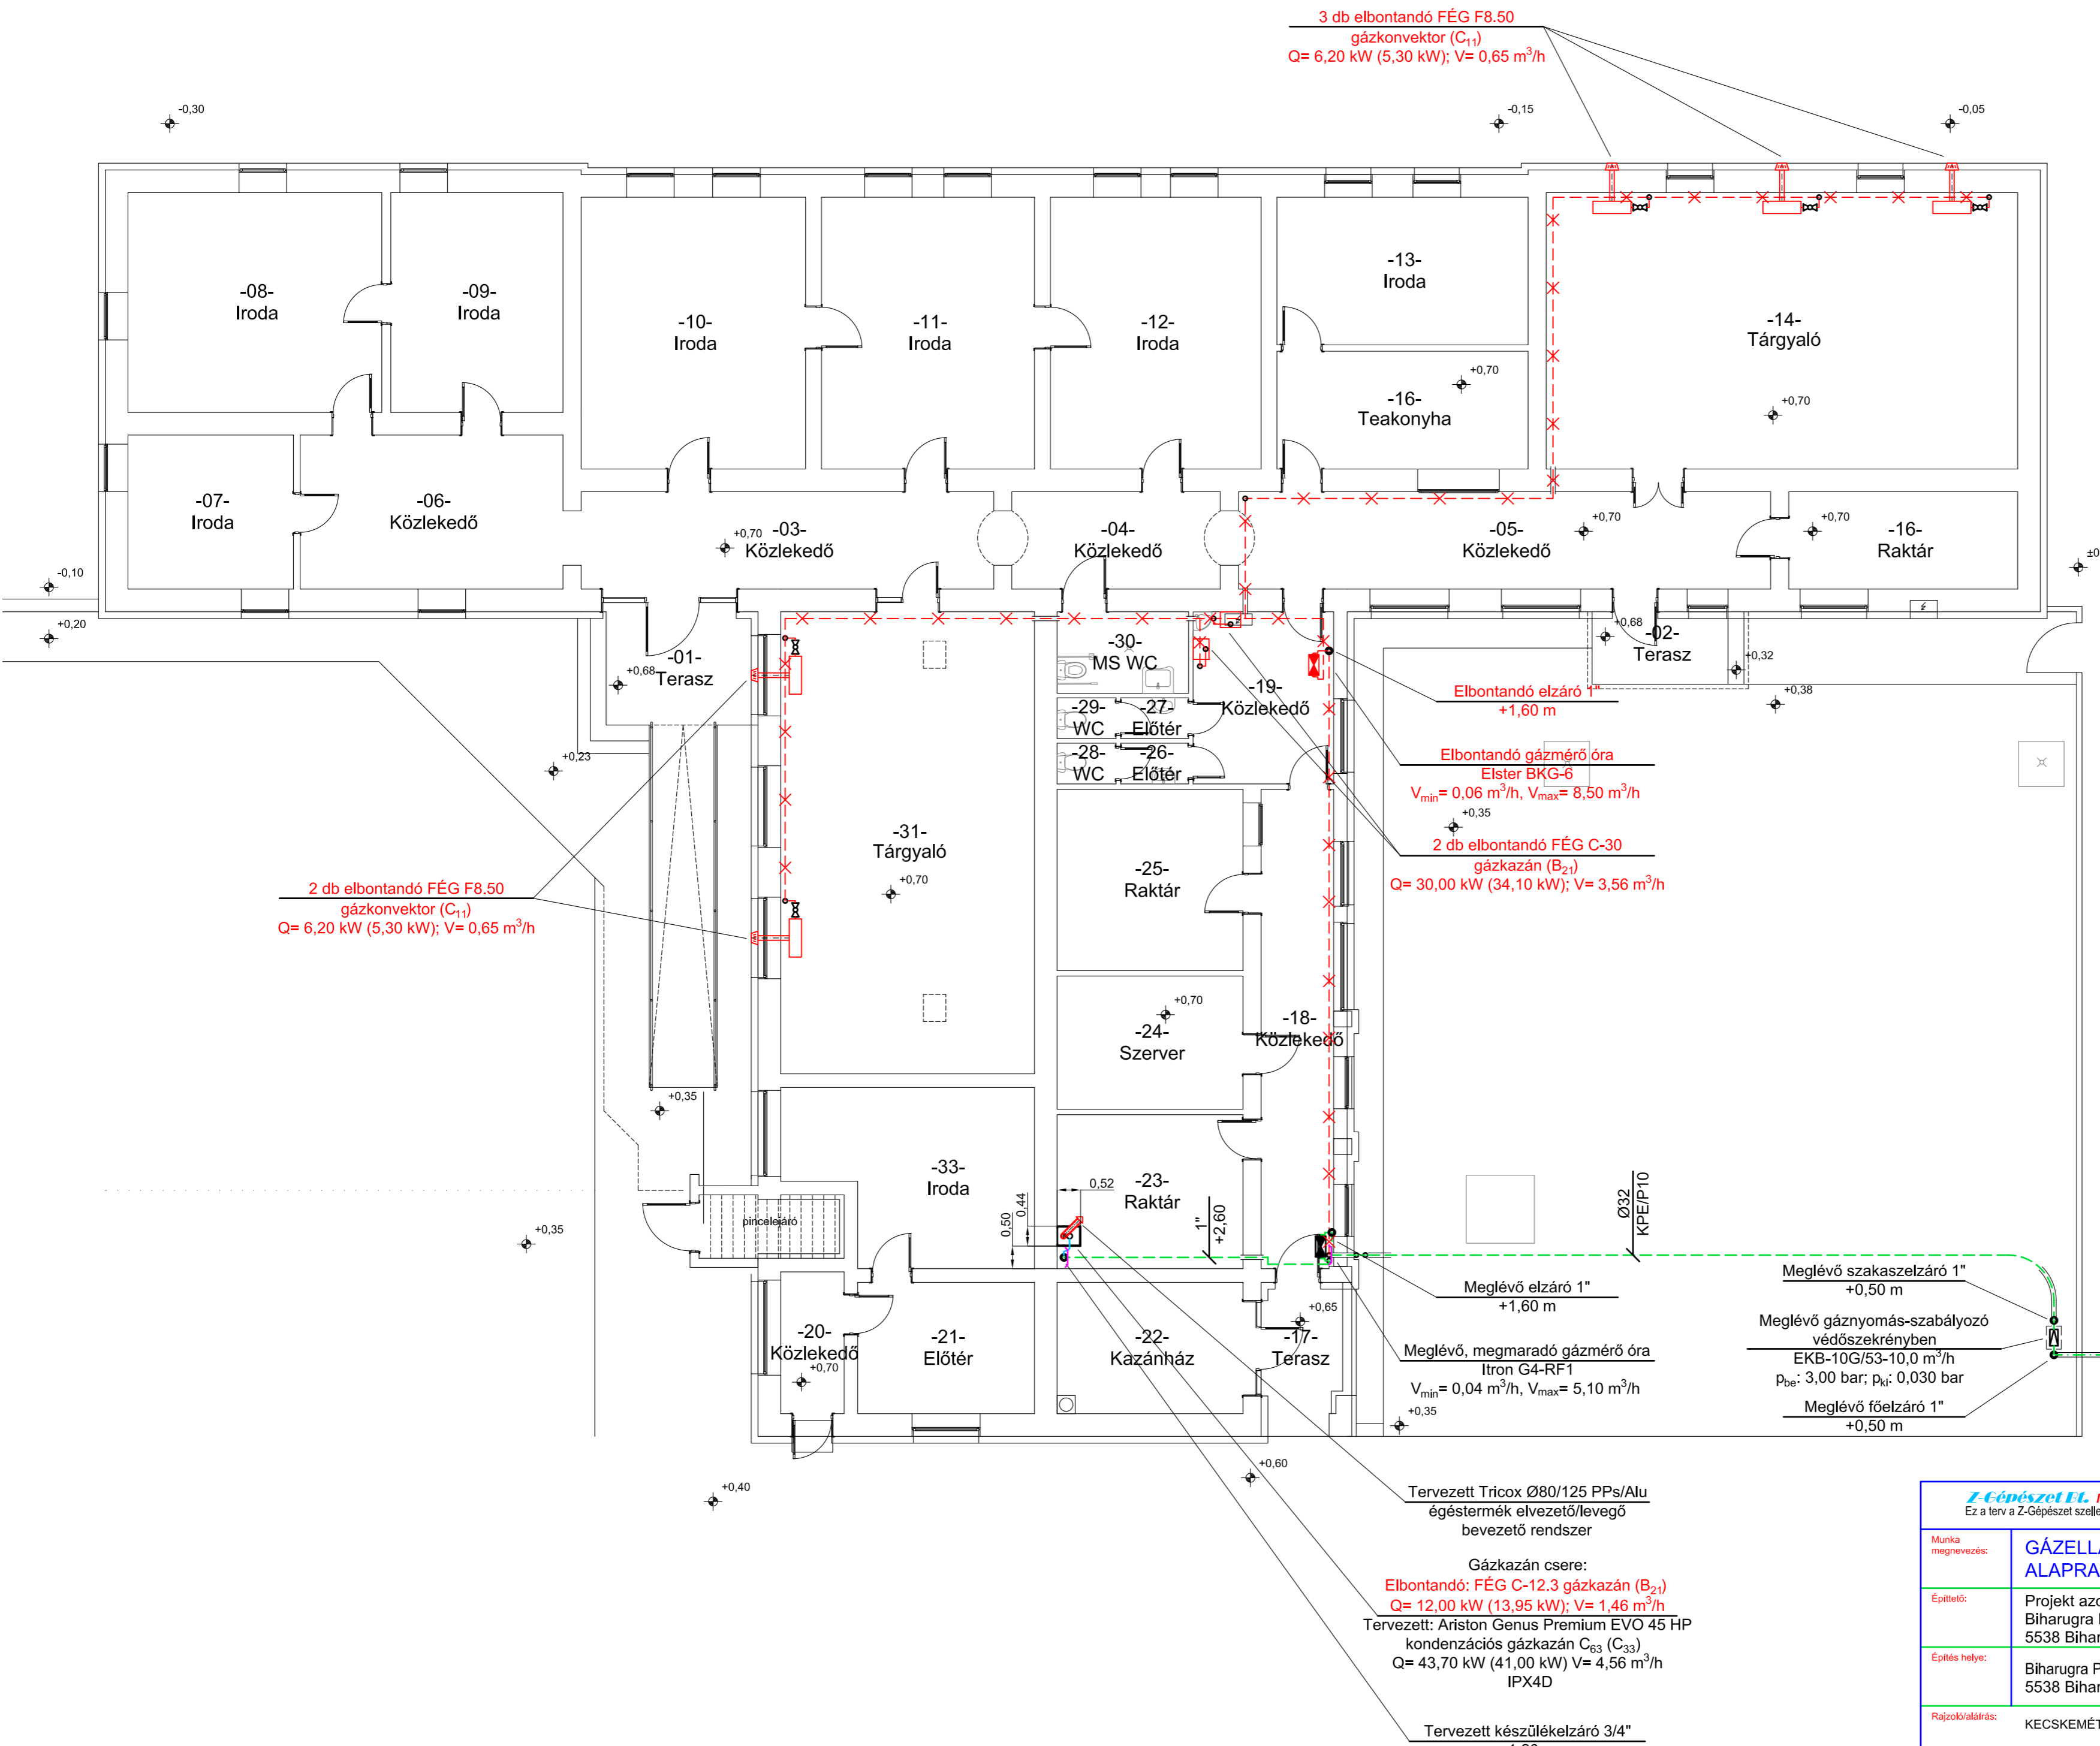 3 db elbontandó FÉG F8.50
gázkonvektor (C11)
Q= 6,20 kW (5,30 kW); V= 0,65 m³/h
-0,30
-0,15
-0,05
-08-
Iroda
-09-
Iroda
-10-
Iroda
-11-
Iroda
-12-
Iroda
-13-
Iroda
-14-
Tárgyaló
+0,70
+0,70
-16-
Teakonyha
-07-
Iroda
-06-
Közlekedő
-03-
Közlekedő
+0,70
-04-
Közlekedő
-05-
Közlekedő
+0,70
+0,70
-16-
Raktár
-0,10
+0,20
-01-
Terasz
+0,68
-30-
MS WC
-19-
Közlekedő
-29-
WC
-27-
Előtér
-28-
WC
-26-
Előtér
+0,68
-02-
Terasz
+0,32
+0,38
Elbontandó elzáró 1"
+1,60 m
Elbontandó gázmérő óra
Elster BKG-6
Vmin= 0,06 m³/h, Vmax= 8,50 m³/h
+0,35
2 db elbontandó FÉG C-30
gázkazán (B21)
Q= 30,00 kW (34,10 kW); V= 3,56 m³/h
+0,23
-31-
Tárgyaló
+0,70
2 db elbontandó FÉG F8.50
gázkonvektor (C11)
Q= 6,20 kW (5,30 kW); V= 0,65 m³/h
-25-
Raktár
+0,70
-24-
Szerver
-18-
Közlekedő
+0,35
-33-
Iroda
-23-
Raktár
0,52
0,44
0,50
1"
+2,60
Ø32
KPE/P10
pincelejáró
+0,35
Meglévő elzáró 1"
+1,60 m
Meglévő szakaszelzáró 1"
+0,50 m
Meglévő gáznyomás-szabályozó
védőszekrényben
EKB-10G/53-10,0 m³/h
pbe: 3,00 bar; pki: 0,030 bar
Meglévő főelzáró 1"
+0,50 m
-20-
Közlekedő
+0,70
-21-
Előtér
-22-
Kazánház
+0,65
-17-
Terasz
Meglévő, megmaradó gázmérő óra
Itron G4-RF1
Vmin= 0,04 m³/h, Vmax= 5,10 m³/h
+0,35
+0,60
+0,40
Tervezett Tricox Ø80/125 PPs/Alu
égéstermék elvezető/levegő
bevezető rendszer
Gázkazán csere:
Elbontandó: FÉG C-12.3 gázkazán (B21)
Q= 12,00 kW (13,95 kW); V= 1,46 m³/h
Tervezett: Ariston Genus Premium EVO 45 HP
kondenzációs gázkazán C63 (C33)
Q= 43,70 kW (41,00 kW) V= 4,56 m³/h
IPX4D
Tervezett készülékelzáró 3/4"
Z-Gépészet Bt.
Ez a terv a Z-Gépészet
Munka
megnevezés:
Építtető:
Projekt
Biharugra
5538
Építés helye:
Biharugra
5538
Rajzoló/aláírás: